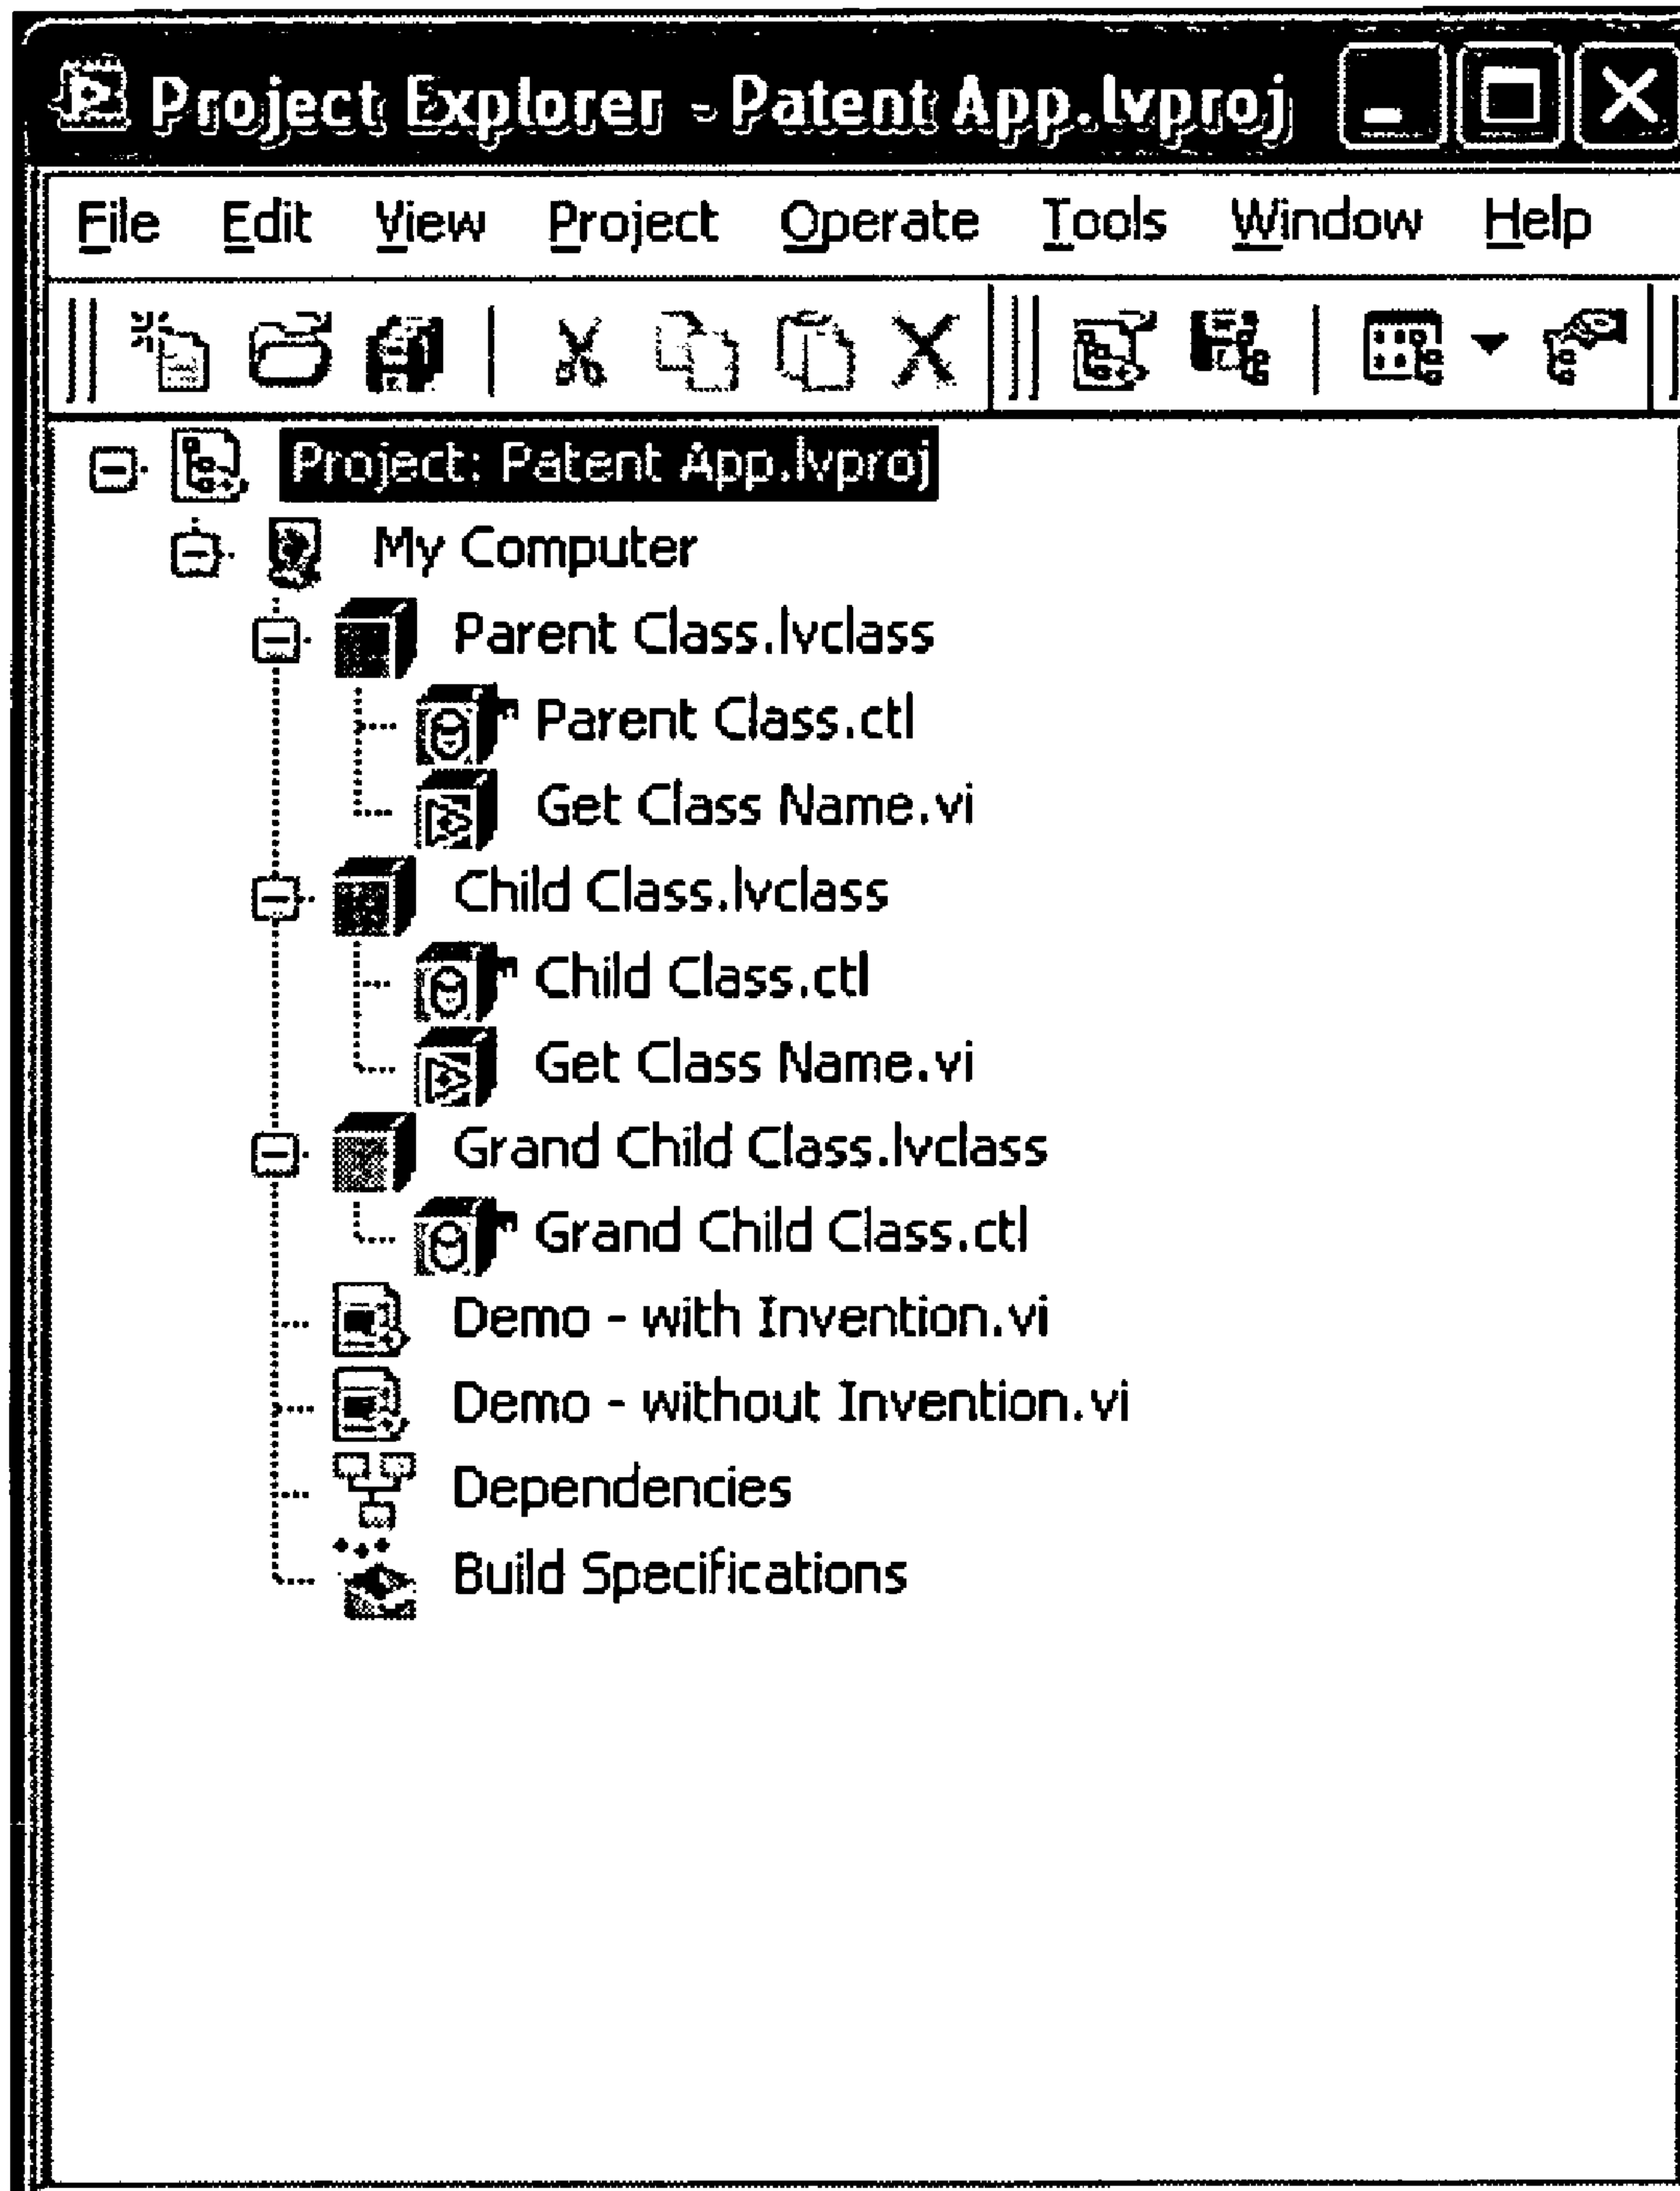 Project Explorer - Patent App.lvproj
File Edit View Project Operate Tools Window Help
Project: Patent App.lvproj
My Computer
Parent Class.lvclass
Parent Class.ctl
Get Class Name.vi
Child Class.lvclass
Child Class.ctl
Get Class Name.vi
Grand Child Class.lvclass
Grand Child Class.ctl
Demo - with Invention.vi
Demo - without Invention.vi
Dependencies
Build Specifications